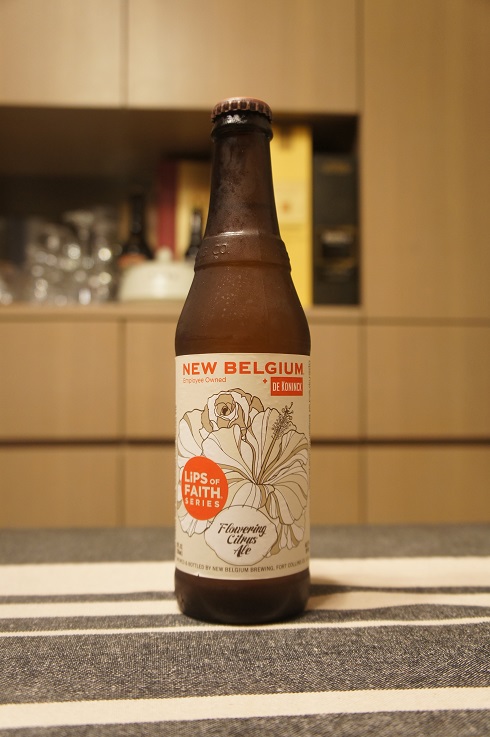 NEW BELGIUM
Employee Owned
+ DE KONINCK
LiPS OF
FAiTH
SERIES
Flowering
Citrus
Ale
& BOTTLED BY NEW BELGIUM BREWING, FORT COLLINS